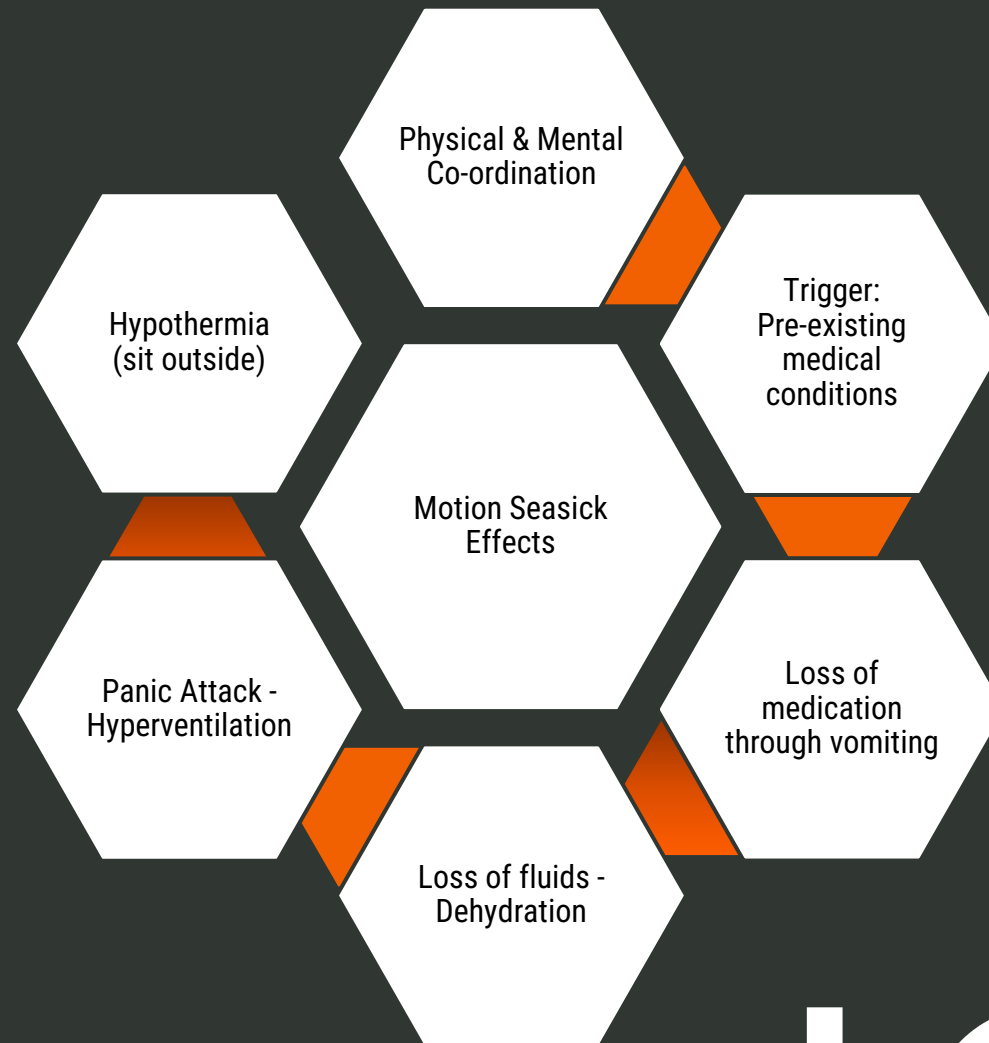 Physical & Mental
Co-ordination
Trigger:
Pre-existing
medical
conditions
Hypothermia
(sit outside)
Motion Seasick
Effects
Loss of
medication
through vomiting
Panic Attack -
Hyperventilation
Loss of fluids -
Dehydration